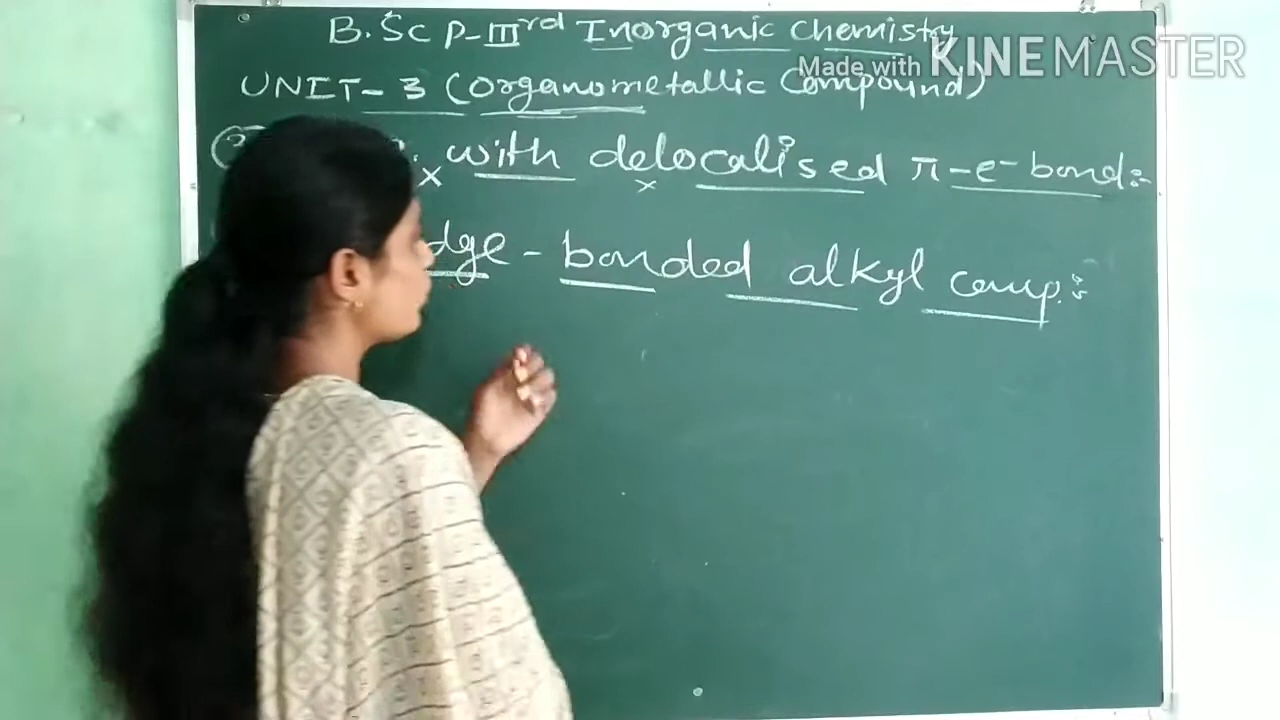 B.Sc P-IIIrd Inorganic Chemistry
Made with KINEMASTER
UNIT-3 (Organometallic Compound)
with delocalised π-e- bond:-
dge - bonded alkyl comp.: